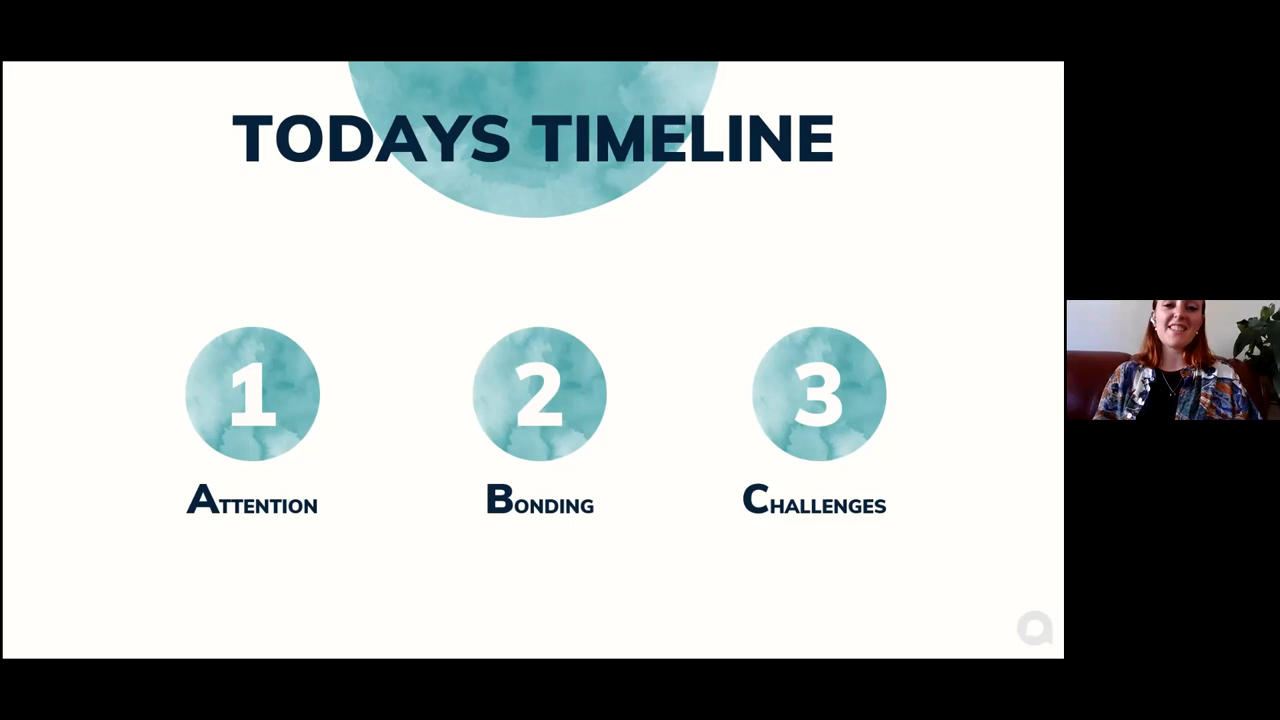 TODAYS TIMELINE
1
2
3
ATTENTION
BONDING
CHALLENGES